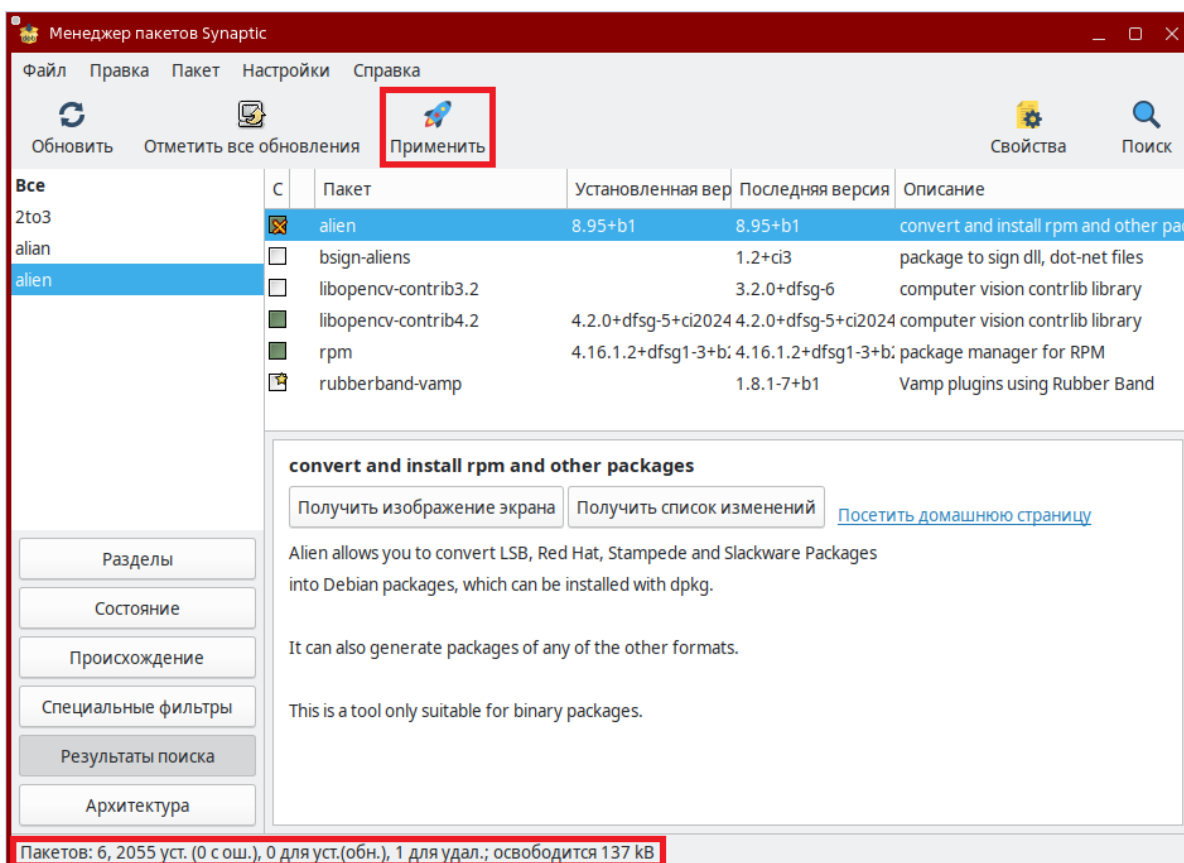 Менеджер пакетов Synaptic
Файл Правка Пакет Настройки Справка
Обновить Отметить все обновления Применить Свойства Поиск
Все
2to3
alian
alien
С Пакет Установленная вер Последняя версия Описание
alien 8.95+b1 8.95+b1 convert and install rpm and other pac
bsign-aliens 1.2+ci3 package to sign dll, dot-net files
libopencv-contrib3.2 3.2.0+dfsg-6 computer vision contrlib library
libopencv-contrib4.2 4.2.0+dfsg-5+ci2024 4.2.0+dfsg-5+ci2024 computer vision contrlib library
rpm 4.16.1.2+dfsg1-3+b 4.16.1.2+dfsg1-3+b package manager for RPM
rubberband-vamp 1.8.1-7+b1 Vamp plugins using Rubber Band
convert and install rpm and other packages
Получить изображение экрана Получить список изменений Посетить домашнюю страницу
Alien allows you to convert LSB, Red Hat, Stampede and Slackware Packages
into Debian packages, which can be installed with dpkg.
It can also generate packages of any of the other formats.
This is a tool only suitable for binary packages.
Разделы
Состояние
Происхождение
Специальные фильтры
Результаты поиска
Архитектура
Пакетов: 6, 2055 уст. (0 с ош.), 0 для уст.(обн.), 1 для удал.; освободится 137 kB